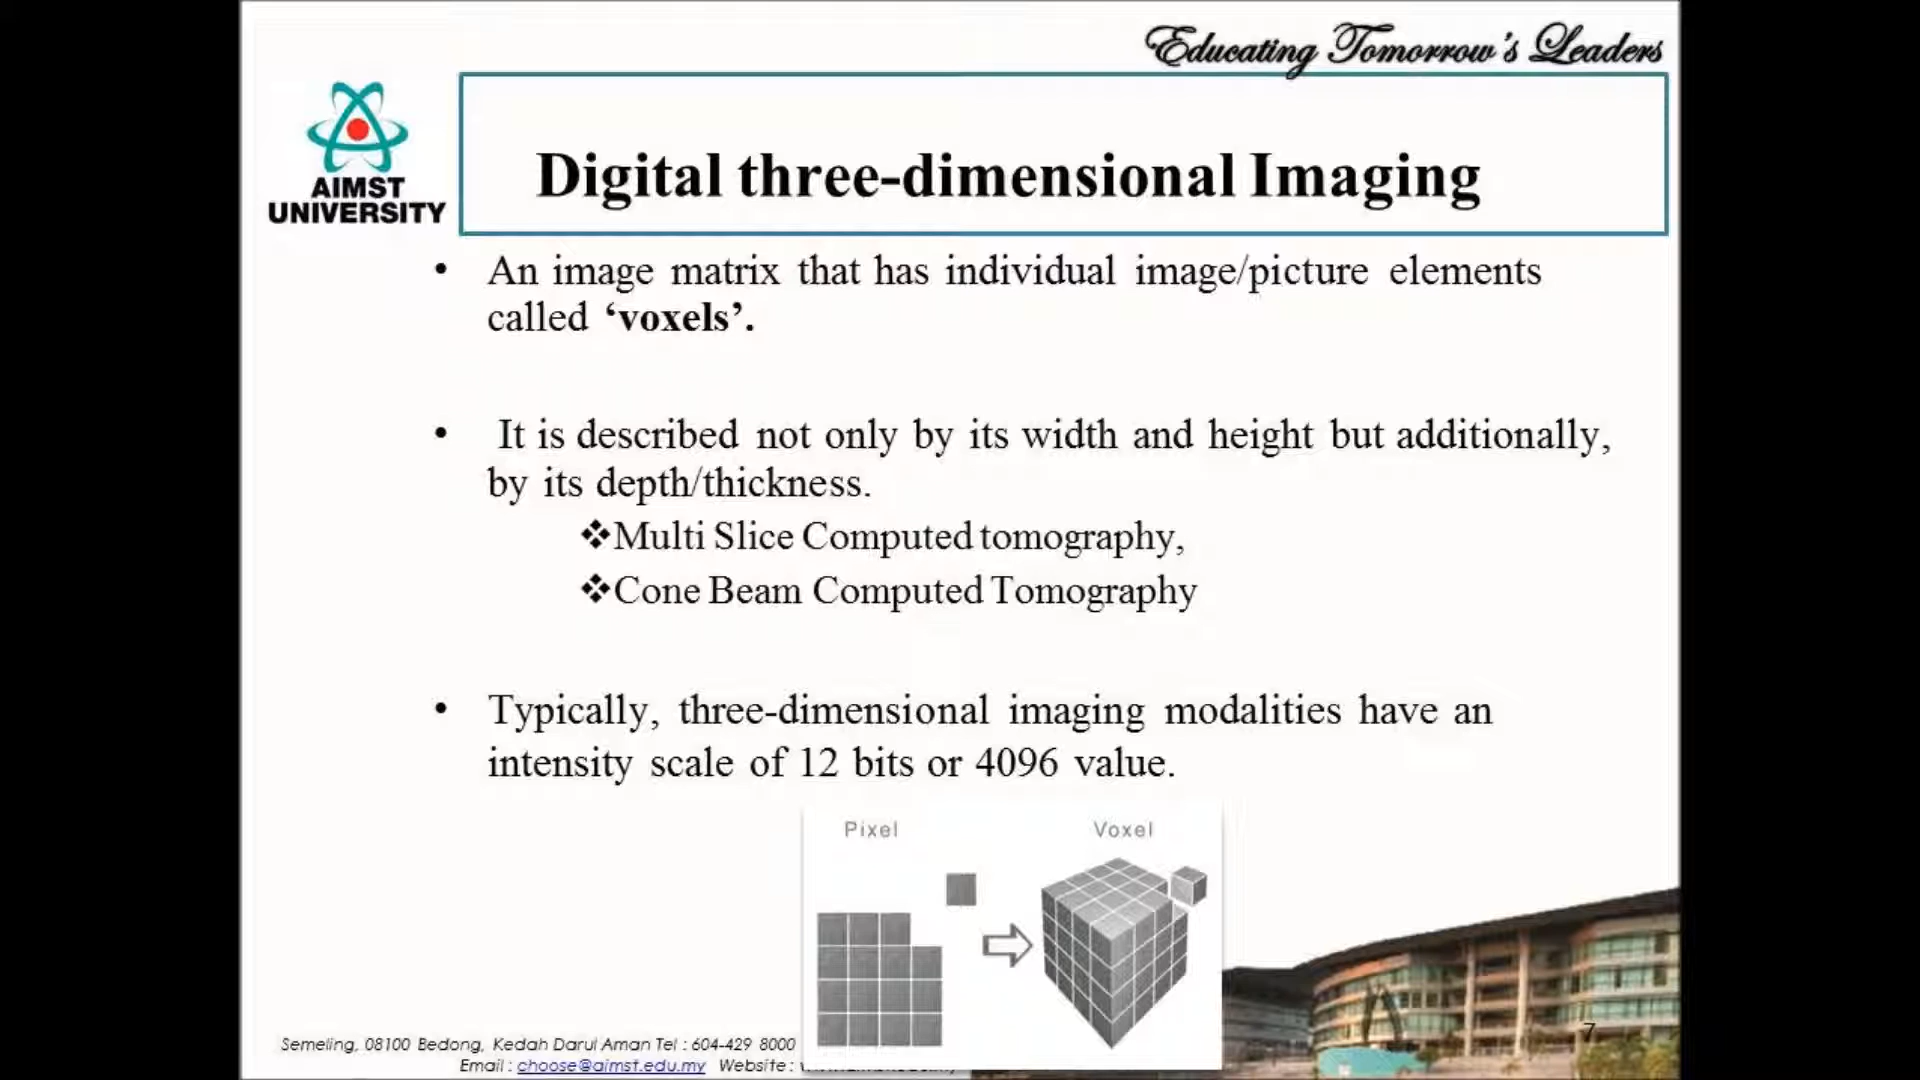 Educating Tomorrow's Leaders
AIMST
UNIVERSITY
Digital three-dimensional Imaging
• An image matrix that has individual image/picture elements
called ‘voxels’.
• It is described not only by its width and height but additionally,
by its depth/thickness.
❖Multi Slice Computed tomography,
❖Cone Beam Computed Tomography
• Typically, three-dimensional imaging modalities have an
intensity scale of 12 bits or 4096 value.
Pixel
Voxel
Semeling, 08100 Bedong, Kedah Darul Aman Tel : 604-429 8000
Email : choose@aimst.edu.my Website :
7